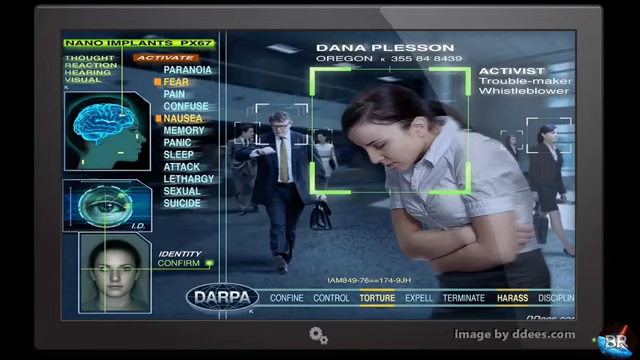 NANO IMPLANTS PX67
THOUGHT
REACTION
HEARING
VISUAL
ACTIVATE
PARANOIA
FEAR
PAIN
CONFUSE
NAUSEA
MEMORY
PANIC
SLEEP
ATTACK
LETHARGY
SEXUAL
SUICIDE
I.D.
IDENTITY
CONFIRM
DANA PLESSON
OREGON K 355 84 8439
ACTIVIST
Trouble-maker
Whistleblower
IAM849-76==174-9JH
DARPA
CONFINE CONTROL TORTURE EXPELL TERMINATE HARASS DISCIPLIN
DDees.com
image by ddees.com
BR